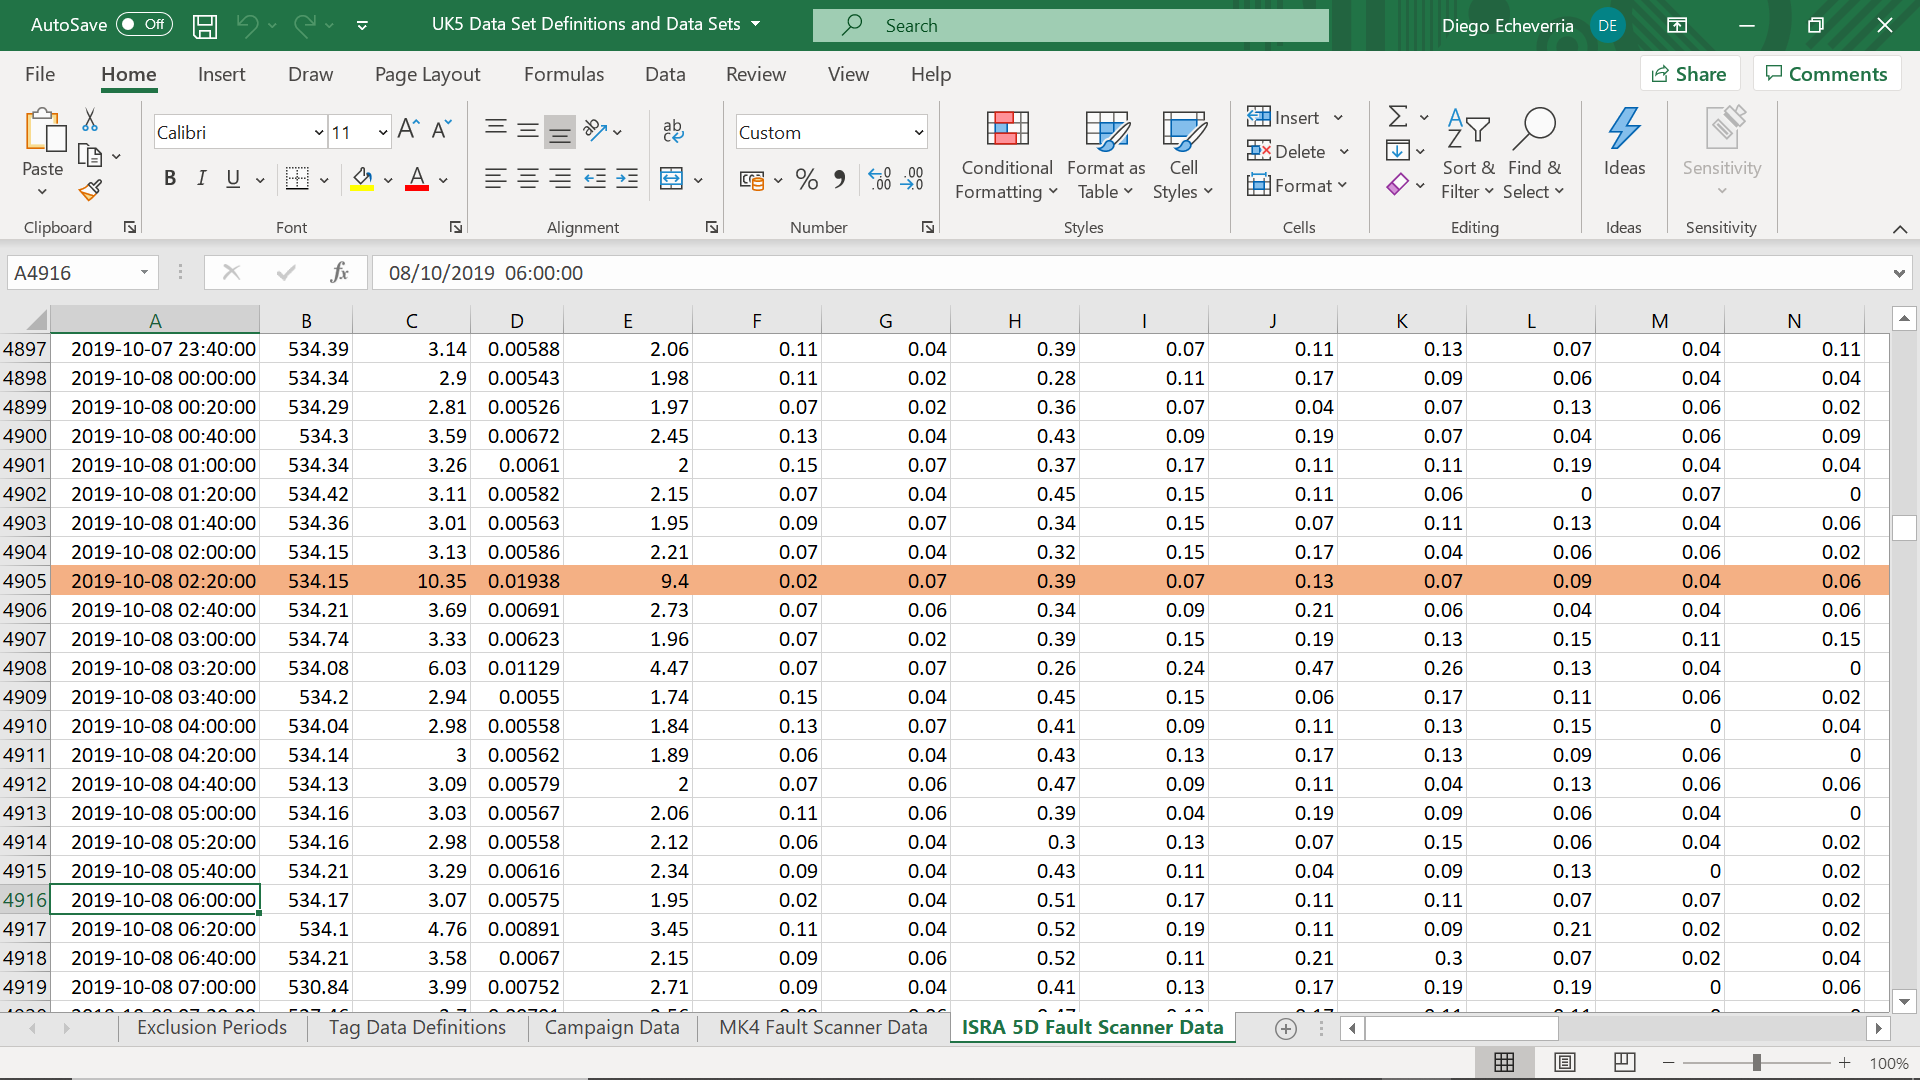 AutoSave Off UK5 Data Set Definitions and Data Sets Search Diego Echeverria DE
File Home Insert Draw Page Layout Formulas Data Review View Help Share Comments
Calibri 11 Custom
Paste B I U
Conditional Formatting Format as Table Cell Styles
Insert
Delete
Format
Sort & Filter Find & Select Ideas Sensitivity
Clipboard Font Alignment Number Styles Cells Editing Ideas Sensitivity
A4916 fx 08/10/2019 06:00:00
A B C D E F G H I J K L M N
4897 2019-10-07 23:40:00 534.39 3.14 0.00588 2.06 0.11 0.04 0.39 0.07 0.11 0.13 0.07 0.04 0.11
4898 2019-10-08 00:00:00 534.34 2.9 0.00543 1.98 0.11 0.02 0.28 0.11 0.17 0.09 0.06 0.04 0.04
4899 2019-10-08 00:20:00 534.29 2.81 0.00526 1.97 0.07 0.02 0.36 0.07 0.04 0.07 0.13 0.06 0.02
4900 2019-10-08 00:40:00 534.3 3.59 0.00672 2.45 0.13 0.04 0.43 0.09 0.19 0.07 0.04 0.06 0.09
4901 2019-10-08 01:00:00 534.34 3.26 0.0061 2 0.15 0.07 0.37 0.17 0.11 0.11 0.19 0.04 0.04
4902 2019-10-08 01:20:00 534.42 3.11 0.00582 2.15 0.07 0.04 0.45 0.15 0.11 0.06 0 0.07 0
4903 2019-10-08 01:40:00 534.36 3.01 0.00563 1.95 0.09 0.07 0.34 0.15 0.07 0.11 0.13 0.04 0.06
4904 2019-10-08 02:00:00 534.15 3.13 0.00586 2.21 0.07 0.04 0.32 0.15 0.17 0.04 0.06 0.06 0.02
4905 2019-10-08 02:20:00 534.15 10.35 0.01938 9.4 0.02 0.07 0.39 0.07 0.13 0.07 0.09 0.04 0.06
4906 2019-10-08 02:40:00 534.21 3.69 0.00691 2.73 0.07 0.06 0.34 0.09 0.21 0.06 0.04 0.04 0.06
4907 2019-10-08 03:00:00 534.74 3.33 0.00623 1.96 0.07 0.02 0.39 0.15 0.19 0.13 0.15 0.11 0.15
4908 2019-10-08 03:20:00 534.08 6.03 0.01129 4.47 0.07 0.07 0.26 0.24 0.47 0.26 0.13 0.04 0
4909 2019-10-08 03:40:00 534.2 2.94 0.0055 1.74 0.15 0.04 0.45 0.15 0.06 0.17 0.11 0.06 0.02
4910 2019-10-08 04:00:00 534.04 2.98 0.00558 1.84 0.13 0.07 0.41 0.09 0.11 0.13 0.15 0 0.04
4911 2019-10-08 04:20:00 534.14 3 0.00562 1.89 0.06 0.04 0.43 0.13 0.17 0.13 0.09 0.06 0
4912 2019-10-08 04:40:00 534.13 3.09 0.00579 2 0.07 0.06 0.47 0.09 0.11 0.04 0.13 0.06 0.06
4913 2019-10-08 05:00:00 534.16 3.03 0.00567 2.06 0.11 0.06 0.39 0.04 0.19 0.09 0.06 0.04 0
4914 2019-10-08 05:20:00 534.16 2.98 0.00558 2.12 0.06 0.04 0.3 0.13 0.07 0.15 0.06 0.04 0.02
4915 2019-10-08 05:40:00 534.21 3.29 0.00616 2.34 0.09 0.04 0.43 0.11 0.04 0.09 0.13 0 0.02
4916 2019-10-08 06:00:00 534.17 3.07 0.00575 1.95 0.02 0.04 0.51 0.17 0.11 0.11 0.07 0.07 0.02
4917 2019-10-08 06:20:00 534.1 4.76 0.00891 3.45 0.11 0.04 0.52 0.19 0.11 0.09 0.21 0.02 0.02
4918 2019-10-08 06:40:00 534.21 3.58 0.0067 2.15 0.09 0.06 0.52 0.11 0.21 0.3 0.07 0.02 0.04
4919 2019-10-08 07:00:00 530.84 3.99 0.00752 2.71 0.09 0.04 0.41 0.13 0.17 0.19 0.19 0 0.06
Exclusion Periods Tag Data Definitions Campaign Data MK4 Fault Scanner Data ISRA 5D Fault Scanner Data
100%